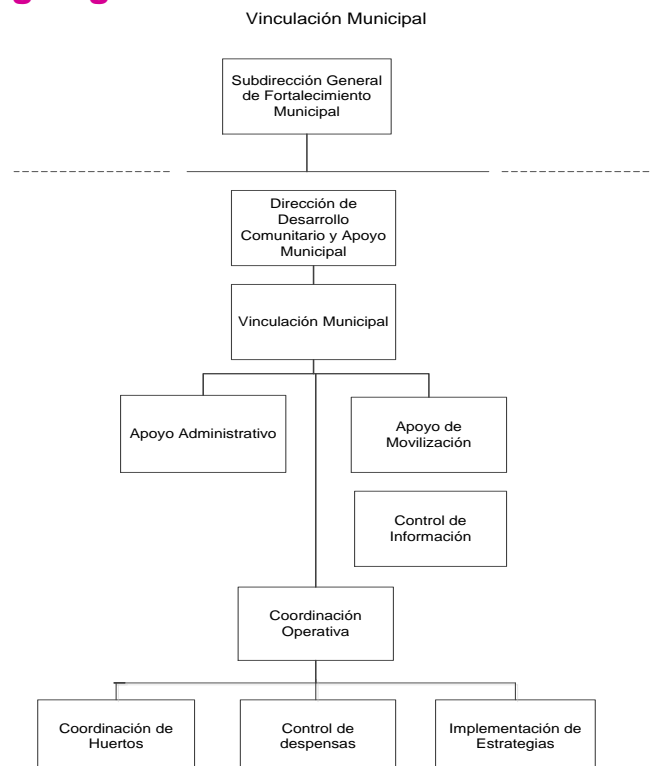 Vinculación Municipal
Subdirección General
de Fortalecimiento
Municipal
Dirección de
Desarrollo
Comunitario y Apoyo
Municipal
Vinculación Municipal
Apoyo Administrativo
Apoyo de
Movilización
Control de
Información
Coordinación
Operativa
Coordinación de
Huertos
Control de
despensas
Implementación de
Estrategias